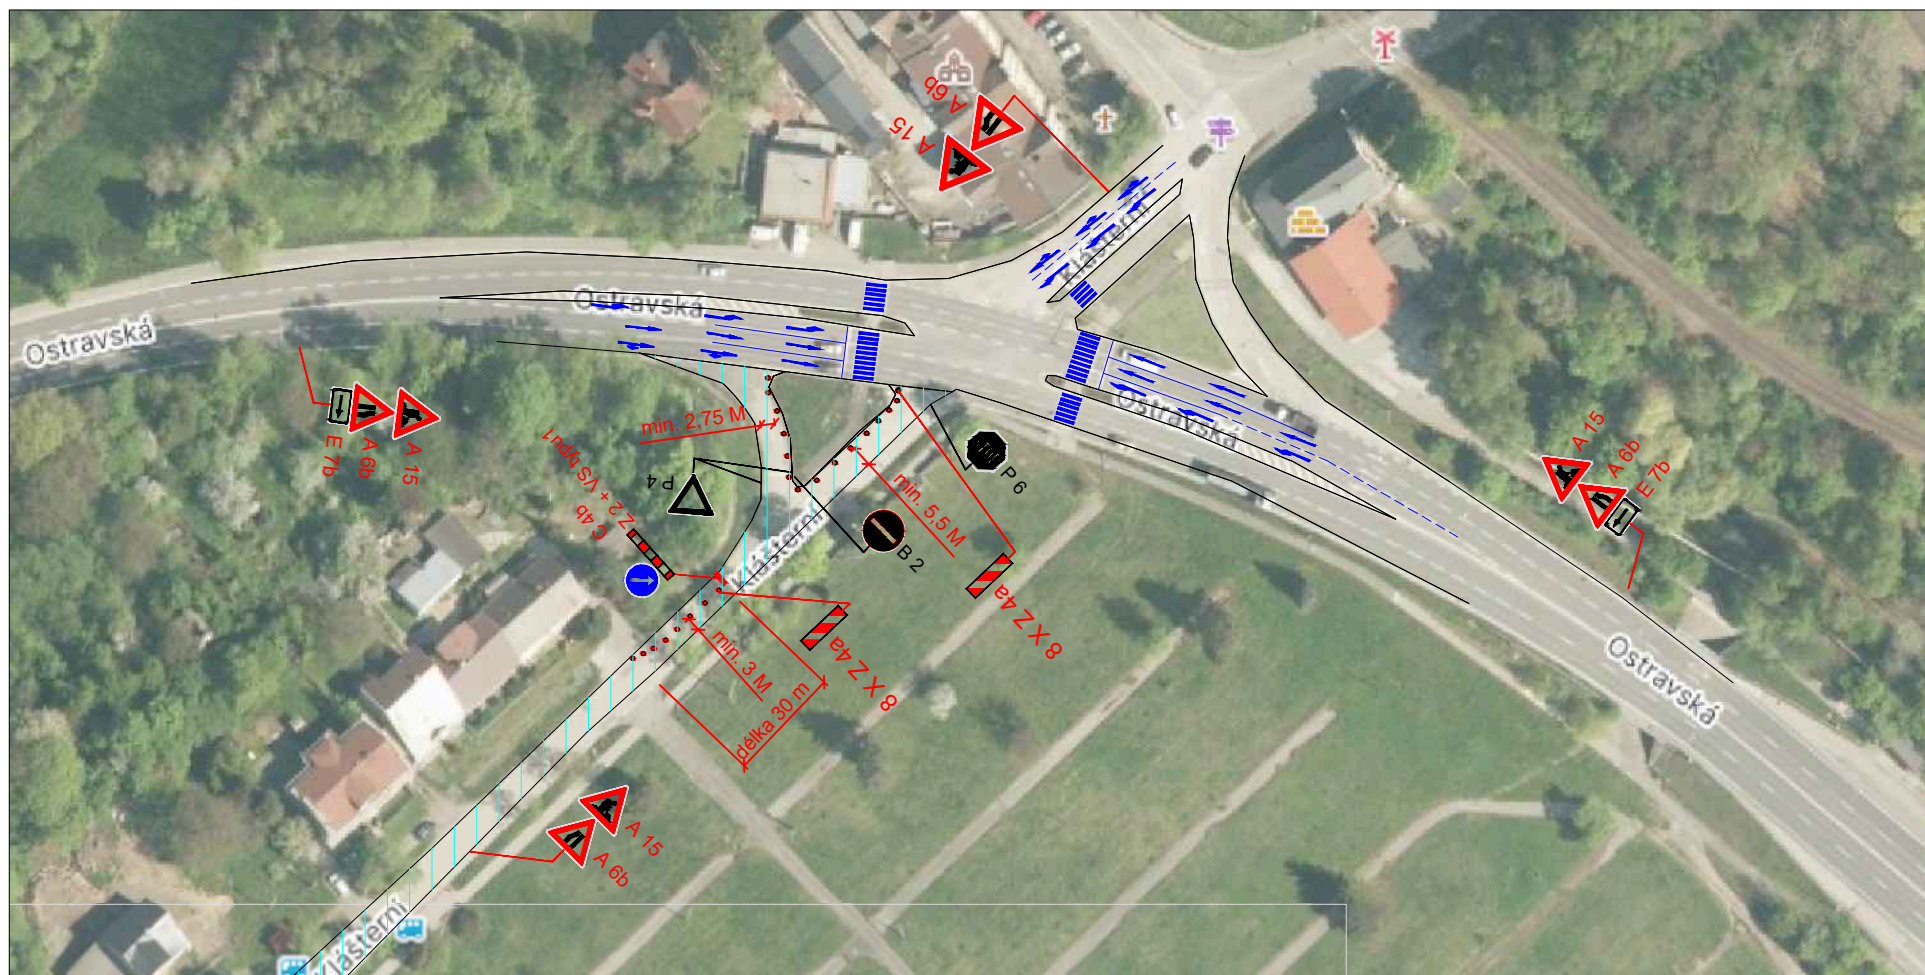 A 6b
A 15
Klášterní
Ostravská
Ostravská
Ostravská
min. 2,75 M
E 7b
A 6b
A 15
C 4b
Z 2 + VS typu1
P 4
P 6
min. 5,5 M
B 2
8 X Z 4a
Klášterní
8 X Z 4a
min. 3 M
délka 30 m
A 15
A 6b
E 7b
Ostravská
A 15
A 6b
Klášterní